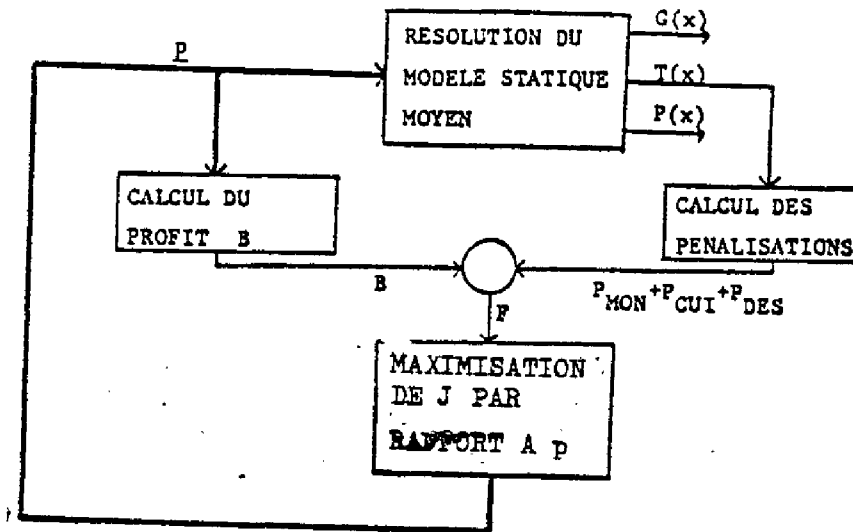 P
RESOLUTION DU
MODELE STATIQUE
MOYEN
G(x)
T(x)
P(x)
CALCUL DU
PROFIT B
CALCUL DES
PENALISATIONS
B
P_MON+P_CUI+P_DES
F
MAXIMISATION
DE J PAR
RAPPORT A p